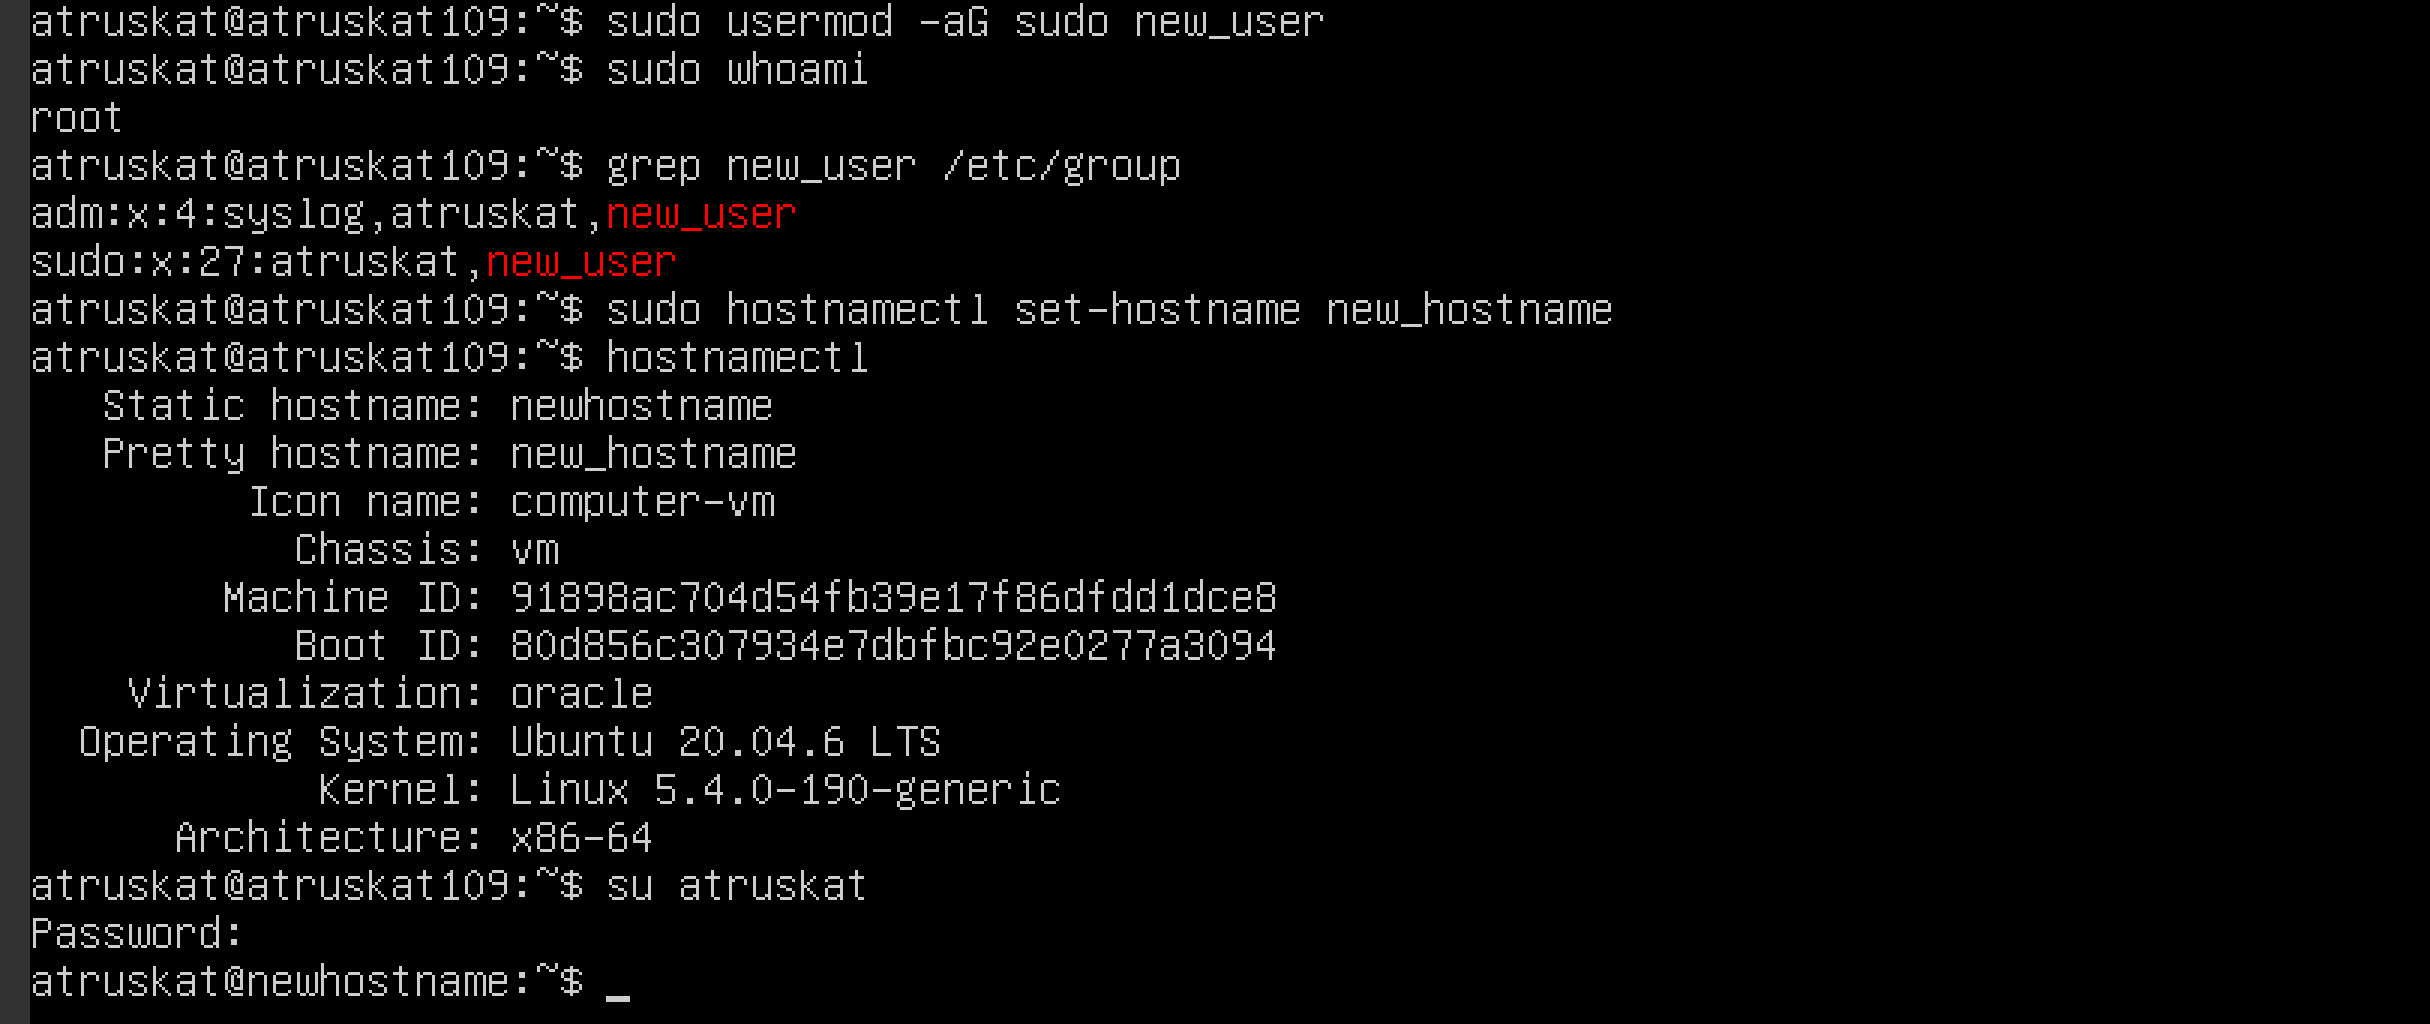 atruskat@atruskat109:~$ sudo usermod -aG sudo new_user
atruskat@atruskat109:~$ sudo whoami
root
atruskat@atruskat109:~$ grep new_user /etc/group
adm:x:4:syslog,atruskat,new_user
sudo:x:27:atruskat,new_user
atruskat@atruskat109:~$ sudo hostnamectl set-hostname new_hostname
atruskat@atruskat109:~$ hostnamectl
   Static hostname: newhostname
   Pretty hostname: new_hostname
         Icon name: computer-vm
           Chassis: vm
        Machine ID: 91898ac704d54fb39e17f86dfdd1dce8
           Boot ID: 80d856c307934e7dbfbc92e0277a3094
    Virtualization: oracle
  Operating System: Ubuntu 20.04.6 LTS
            Kernel: Linux 5.4.0-190-generic
      Architecture: x86-64
atruskat@atruskat109:~$ su atruskat
Password:
atruskat@newhostname:~$ _